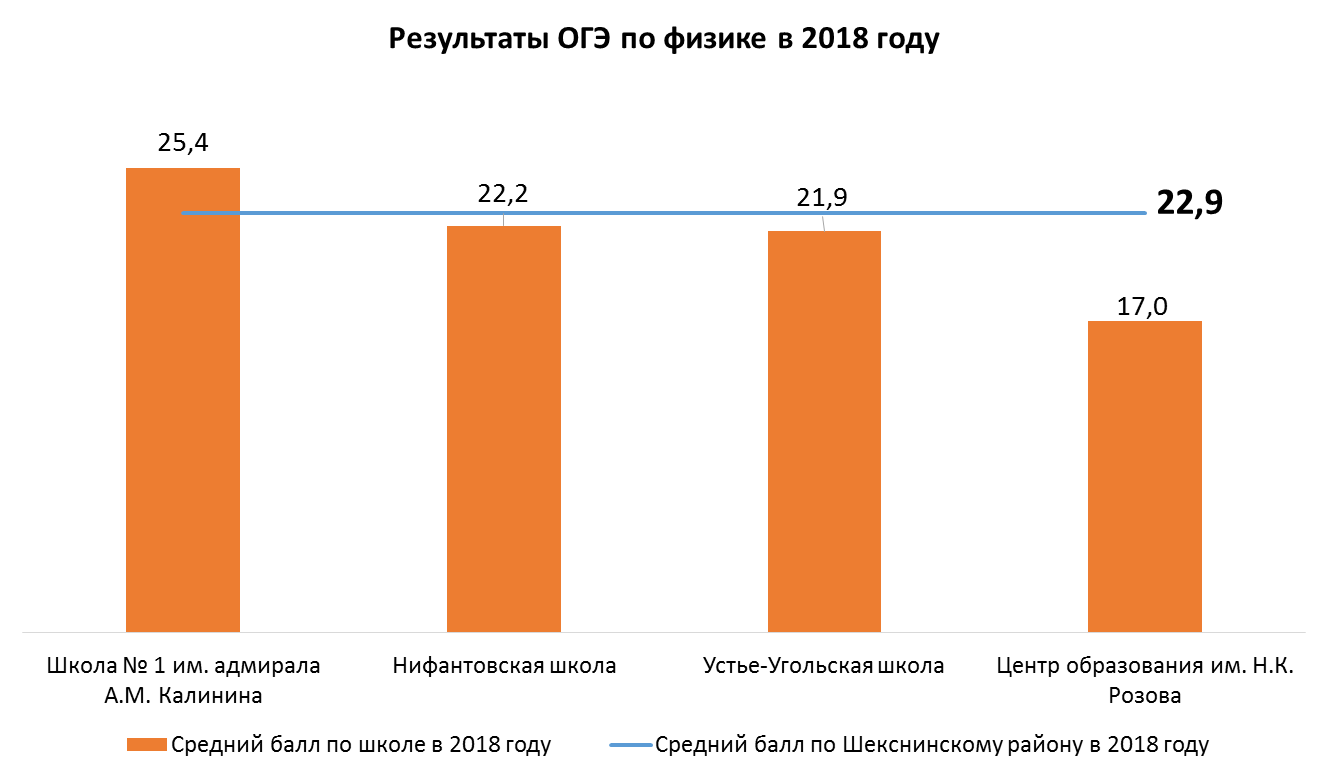 Результаты ОГЭ по физике в 2018 году
25,4
22,2
21,9
22,9
17,0
Школа № 1 им. адмирала
А.М. Калинина
Нифантовская школа
Устье-Угольская школа
Центр образования им. Н.К.
Розова
Средний балл по школе в 2018 году
Средний балл по Шекснинскому району в 2018 году